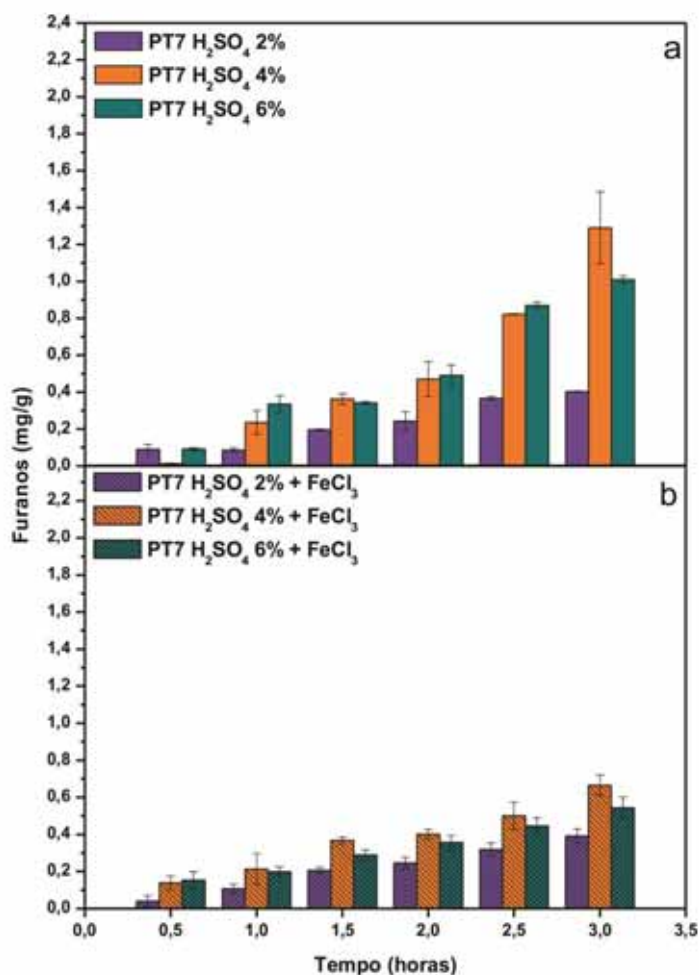 2,4
2,2
2,0
1,8
1,6
1,4
1,2
1,0
0,8
0,6
0,4
0,2
0,0
PT7 H₂SO₄ 2%
PT7 H₂SO₄ 4%
PT7 H₂SO₄ 6%
a
Furanos (mg/g)
2,2
2,0
1,8
1,6
1,4
1,2
1,0
0,8
0,6
0,4
0,2
0,0
PT7 H₂SO₄ 2% + FeCl₃
PT7 H₂SO₄ 4% + FeCl₃
PT7 H₂SO₄ 6% + FeCl₃
b
0,0 0,5 1,0 1,5 2,0 2,5 3,0 3,5
Tempo (horas)